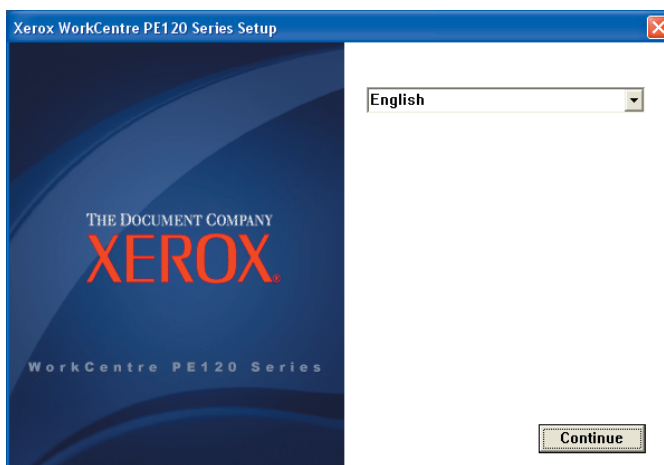 Xerox WorkCentre PE120 Series Setup
English
THE DOCUMENT COMPANY
XEROX®
WorkCentre PE120 Series
Continue